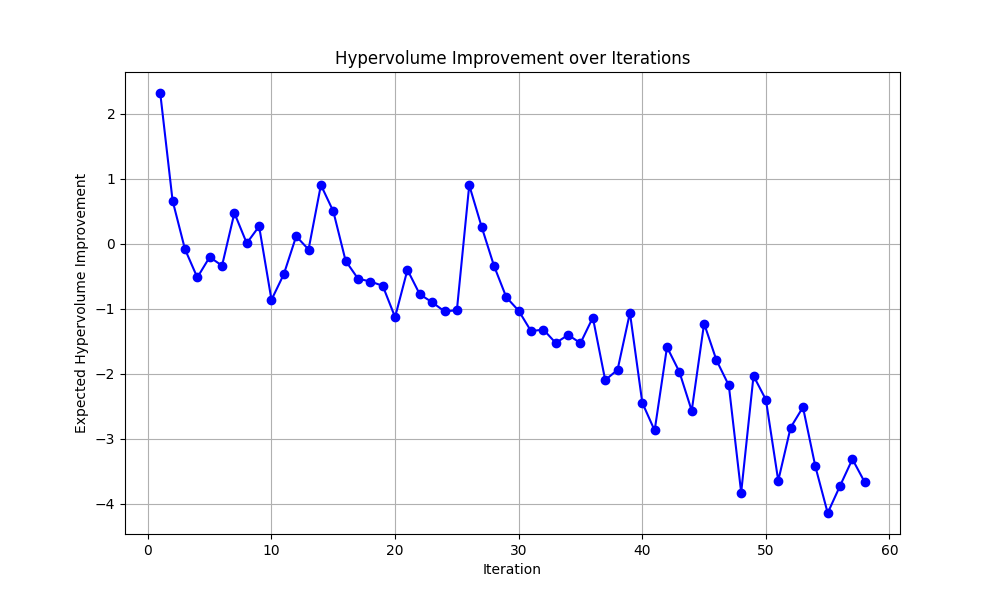 Hypervolume Improvement over Iterations
Expected Hypervolume Improvement
2
1
0
−1
−2
−3
−4
0 10 20 30 40 50 60
Iteration